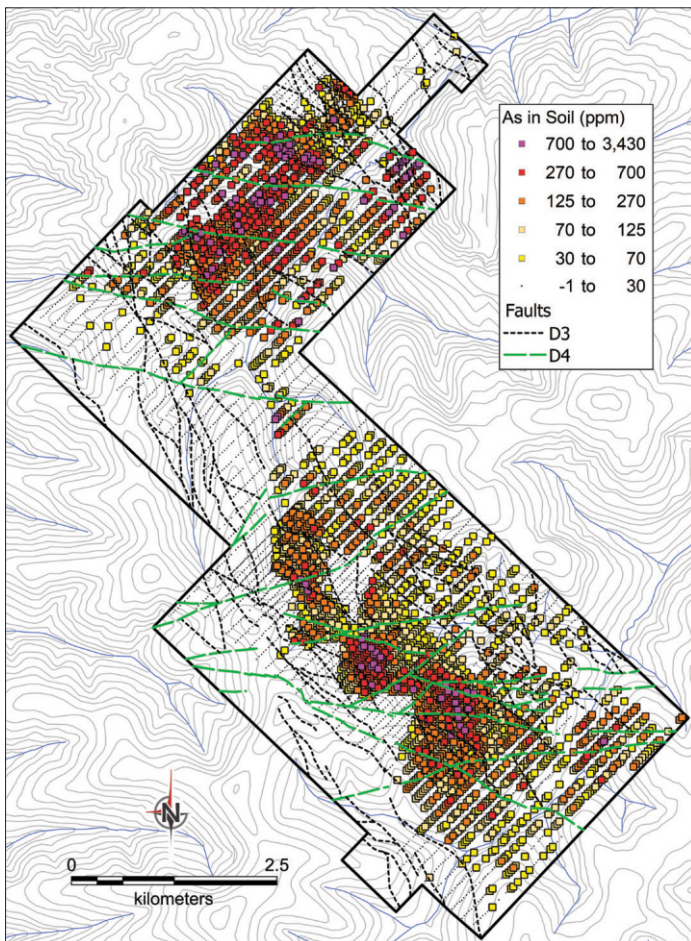 As in Soil (ppm)
700 to 3,430
270 to 700
125 to 270
70 to 125
30 to 70
-1 to 30
Faults
D3
D4
N
0 2.5
kilometers